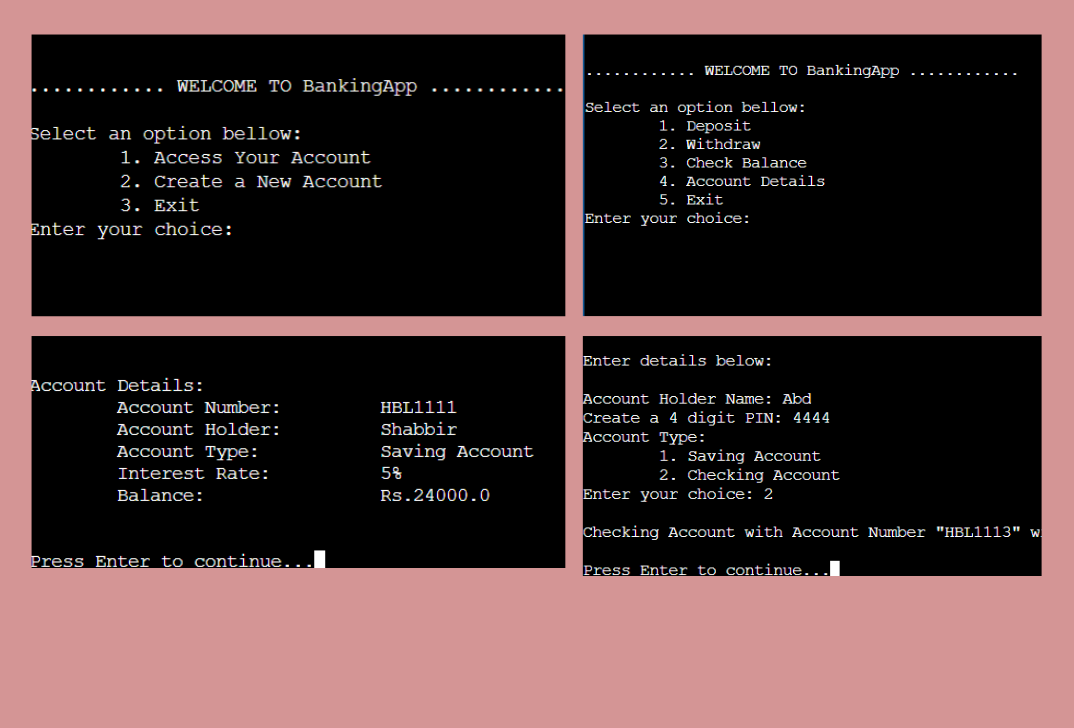 ............ WELCOME TO BankingApp ............
Select an option bellow:
1. Access Your Account
2. Create a New Account
3. Exit
Enter your choice:
............ WELCOME TO BankingApp ............
Select an option bellow:
1. Deposit
2. Withdraw
3. Check Balance
4. Account Details
5. Exit
Enter your choice:
Account Details:
Account Number: HBL1111
Account Holder: Shabbir
Account Type: Saving Account
Interest Rate: 5%
Balance: Rs.24000.0
Press Enter to continue...
Enter details below:
Account Holder Name: Abd
Create a 4 digit PIN: 4444
Account Type:
1. Saving Account
2. Checking Account
Enter your choice: 2
Checking Account with Account Number "HBL1113"
Press Enter to continue...